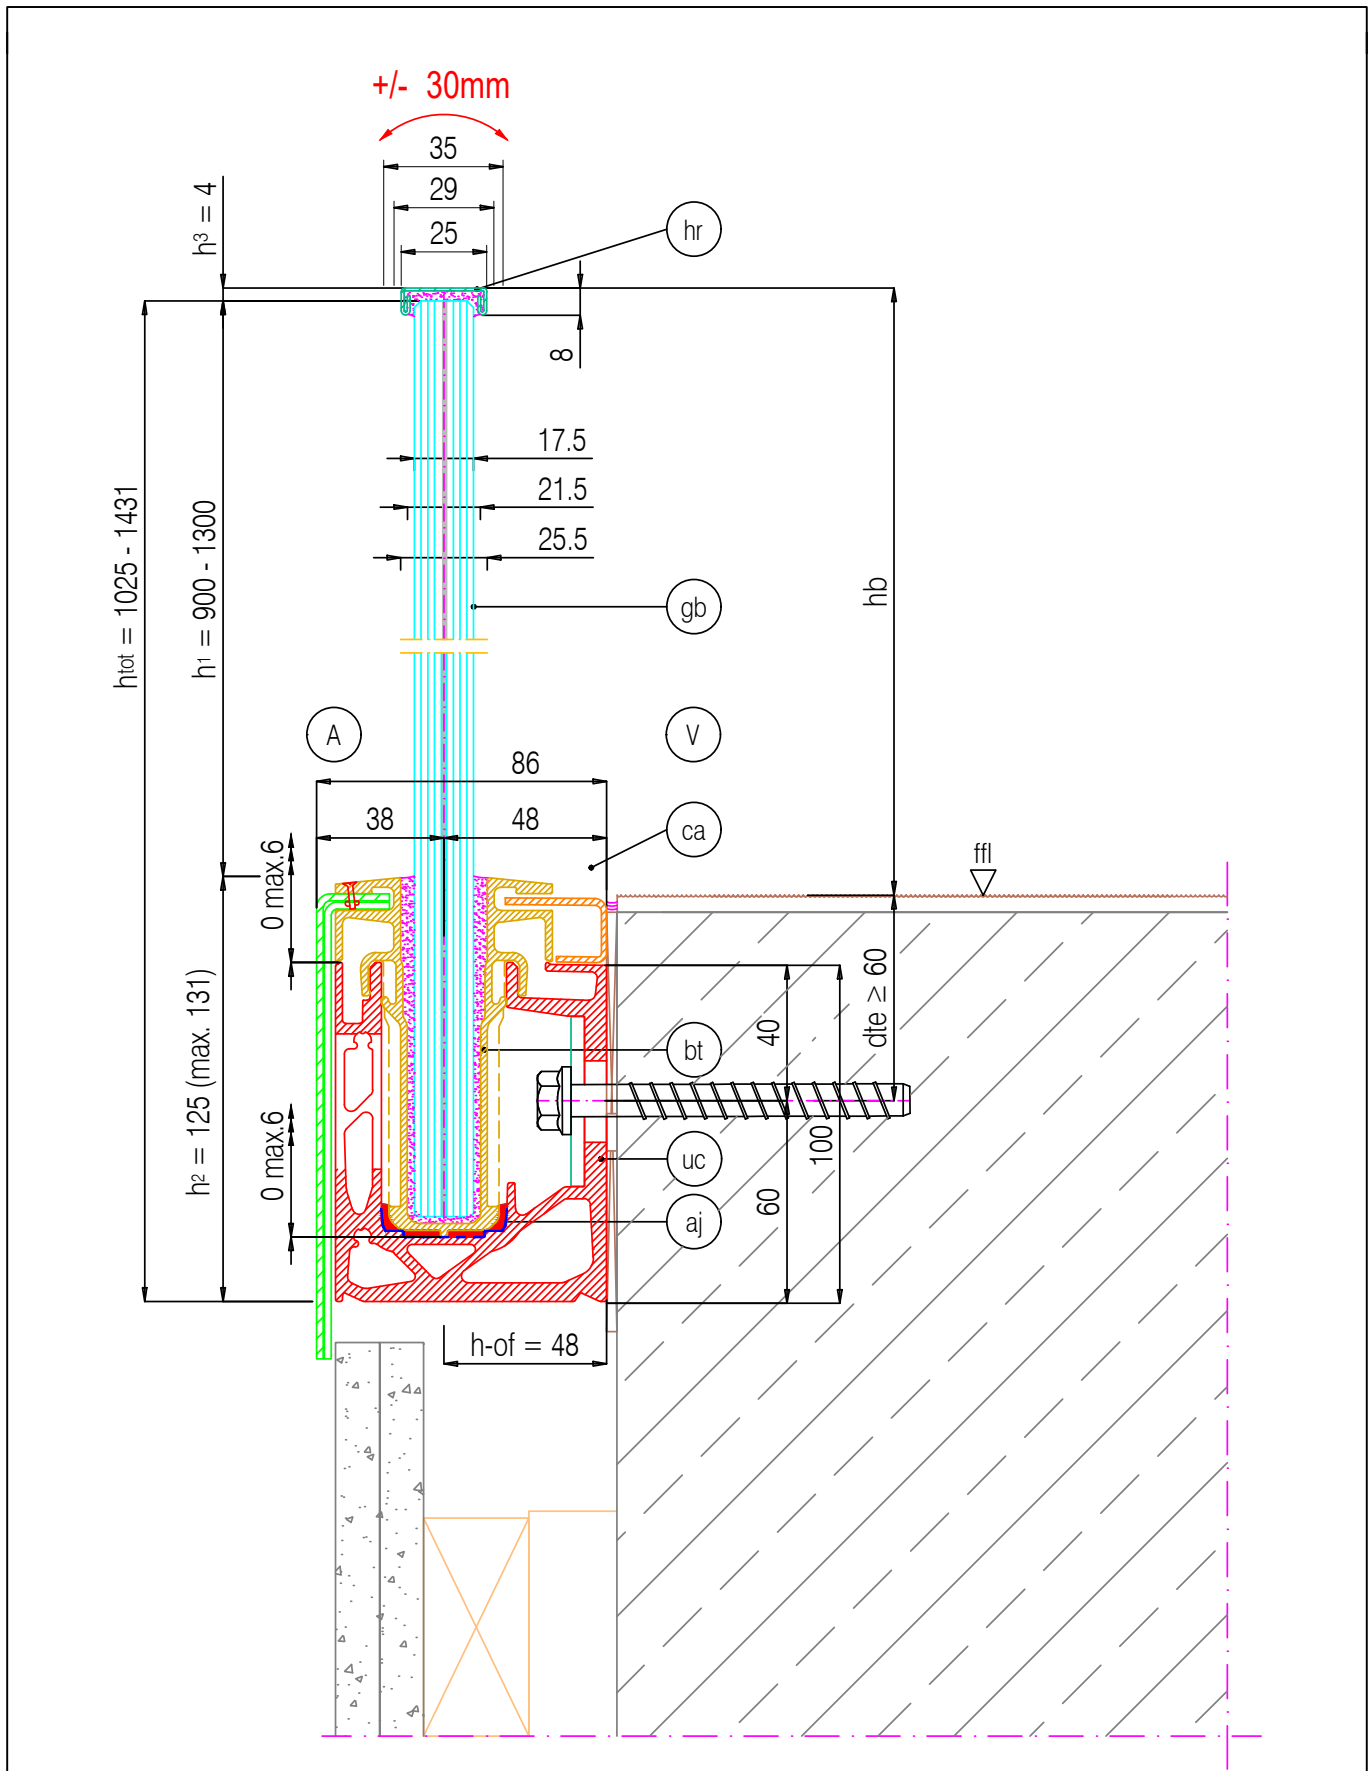 +/- 30mm
35
29
25
h3 = 4
hr
8
17.5
21.5
25.5
htot = 1025 - 1431
h1 = 900 - 1300
hb
gb
A
V
86
38
48
ca
ffl
0 max.6
dte ≥ 60
40
bt
h2 = 125 (max. 131)
0 max.6
100
uc
60
aj
h-of = 48